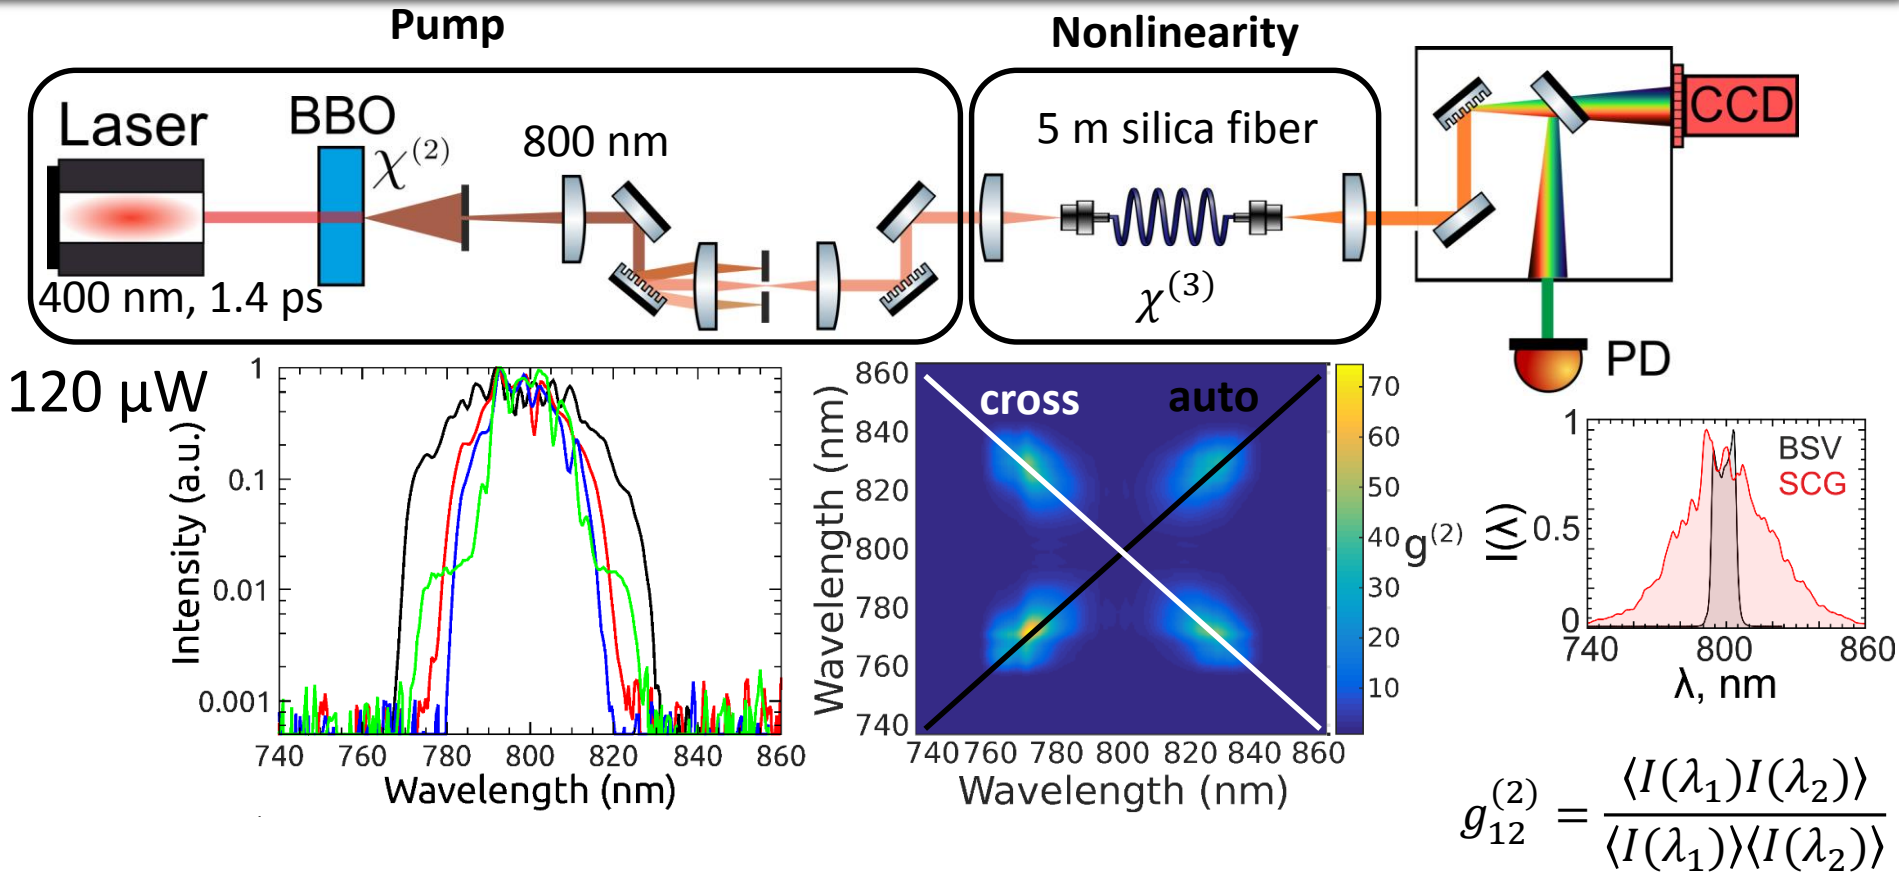 Pump
Nonlinearity
Laser
BBO
χ(2)
800 nm
400 nm, 1.4 ps
5 m silica fiber
χ(3)
CCD
PD
120 μW
Intensity (a.u.)
1
0.1
0.01
0.001
740 760 780 800 820 840 860
Wavelength (nm)
Wavelength (nm)
860
840
820
800
780
760
740
cross
auto
740 760 780 800 820 840 860
Wavelength (nm)
70
60
50
40
30
20
10
g(2)
I(λ)
1
0.5
0
BSV
SCG
740 800 860
λ, nm
g12(2) = ⟨I(λ1)I(λ2)⟩ / ⟨I(λ1)⟩⟨I(λ2)⟩